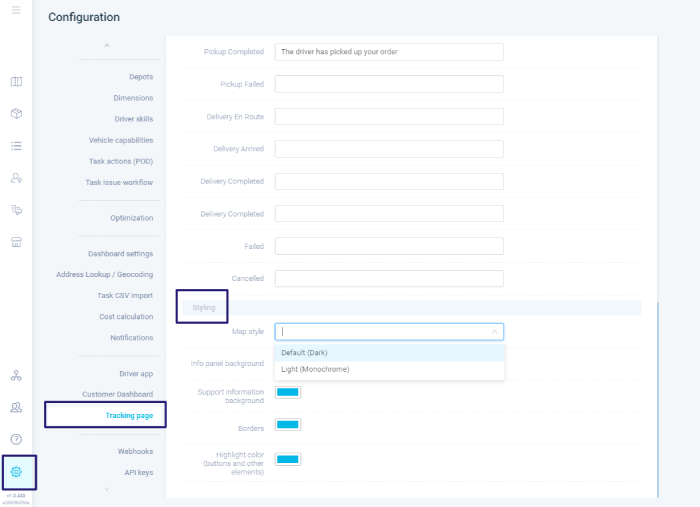 Configuration
Depots
Dimensions
Driver skills
Vehicle capabilities
Task actions (POD)
Task issue workflow
Optimization
Dashboard settings
Address Lookup / Geocoding
Task CSV import
Cost calculation
Notifications
Driver app
Customer Dashboard
Tracking page
Webhooks
API keys
Pickup Completed
The driver has picked up your order
Pickup Failed
Delivery En Route
Delivery Arrived
Delivery Completed
Delivery Completed
Failed
Cancelled
Styling
Map style
Default (Dark)
Light (Monochrome)
Info panel background
Support information
background
Borders
Highlight color
(buttons and other
elements)